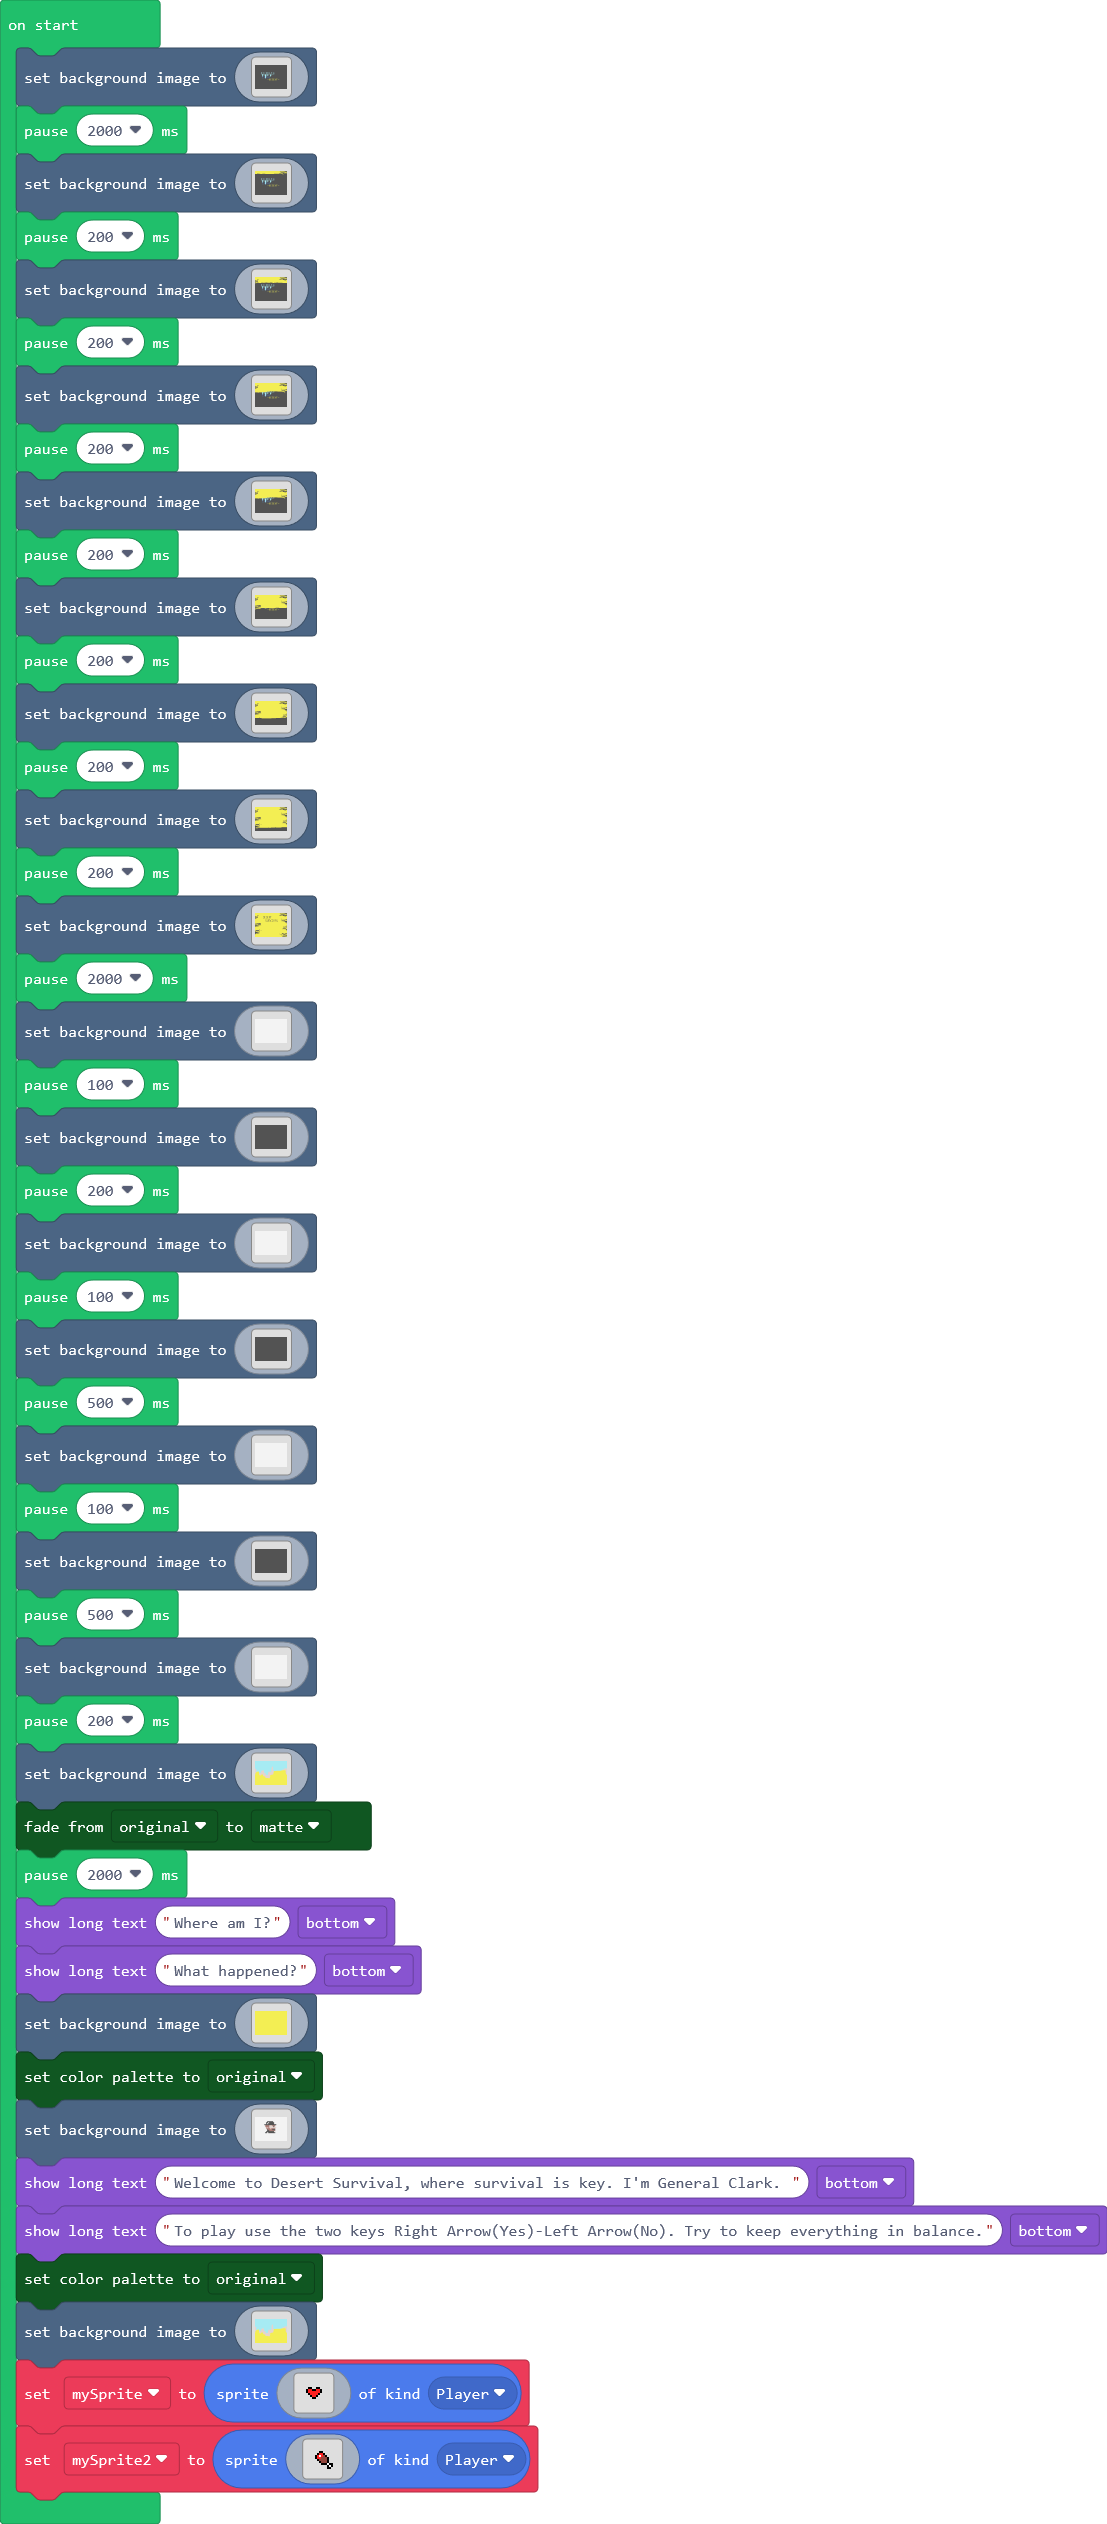 on start
set background image to
pause 2000 ms
set background image to
pause 200 ms
set background image to
pause 200 ms
set background image to
pause 200 ms
set background image to
pause 200 ms
set background image to
pause 200 ms
set background image to
pause 200 ms
set background image to
pause 200 ms
set background image to
pause 2000 ms
set background image to
pause 100 ms
set background image to
pause 200 ms
set background image to
pause 100 ms
set background image to
pause 500 ms
set background image to
pause 100 ms
set background image to
pause 500 ms
set background image to
pause 200 ms
set background image to
fade from original to matte
pause 2000 ms
show long text "Where am I?" bottom
show long text "What happened?" bottom
set background image to
set color palette to original
set background image to
show long text "Welcome to Desert Survival, where survival is key. I'm General Clark. " bottom
show long text "To play use the two keys Right Arrow(Yes)-Left Arrow(No). Try to keep everything in balance." bottom
set color palette to original
set background image to
set mySprite to sprite of kind Player
set mySprite2 to sprite of kind Player